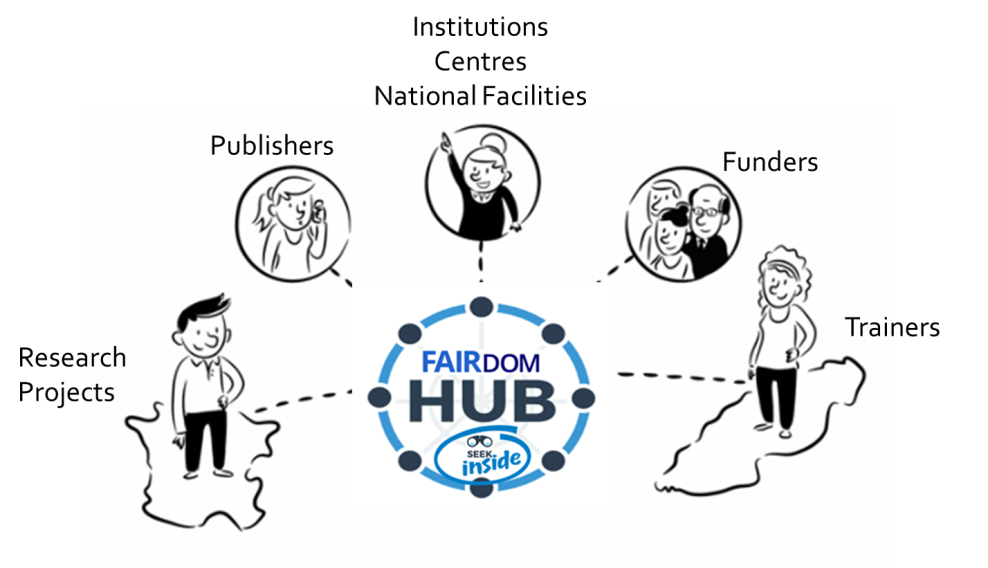 Institutions
Centres
National Facilities
Publishers
Funders
Research
Projects
Trainers
FAIRDOM
HUB
SEEK
inside